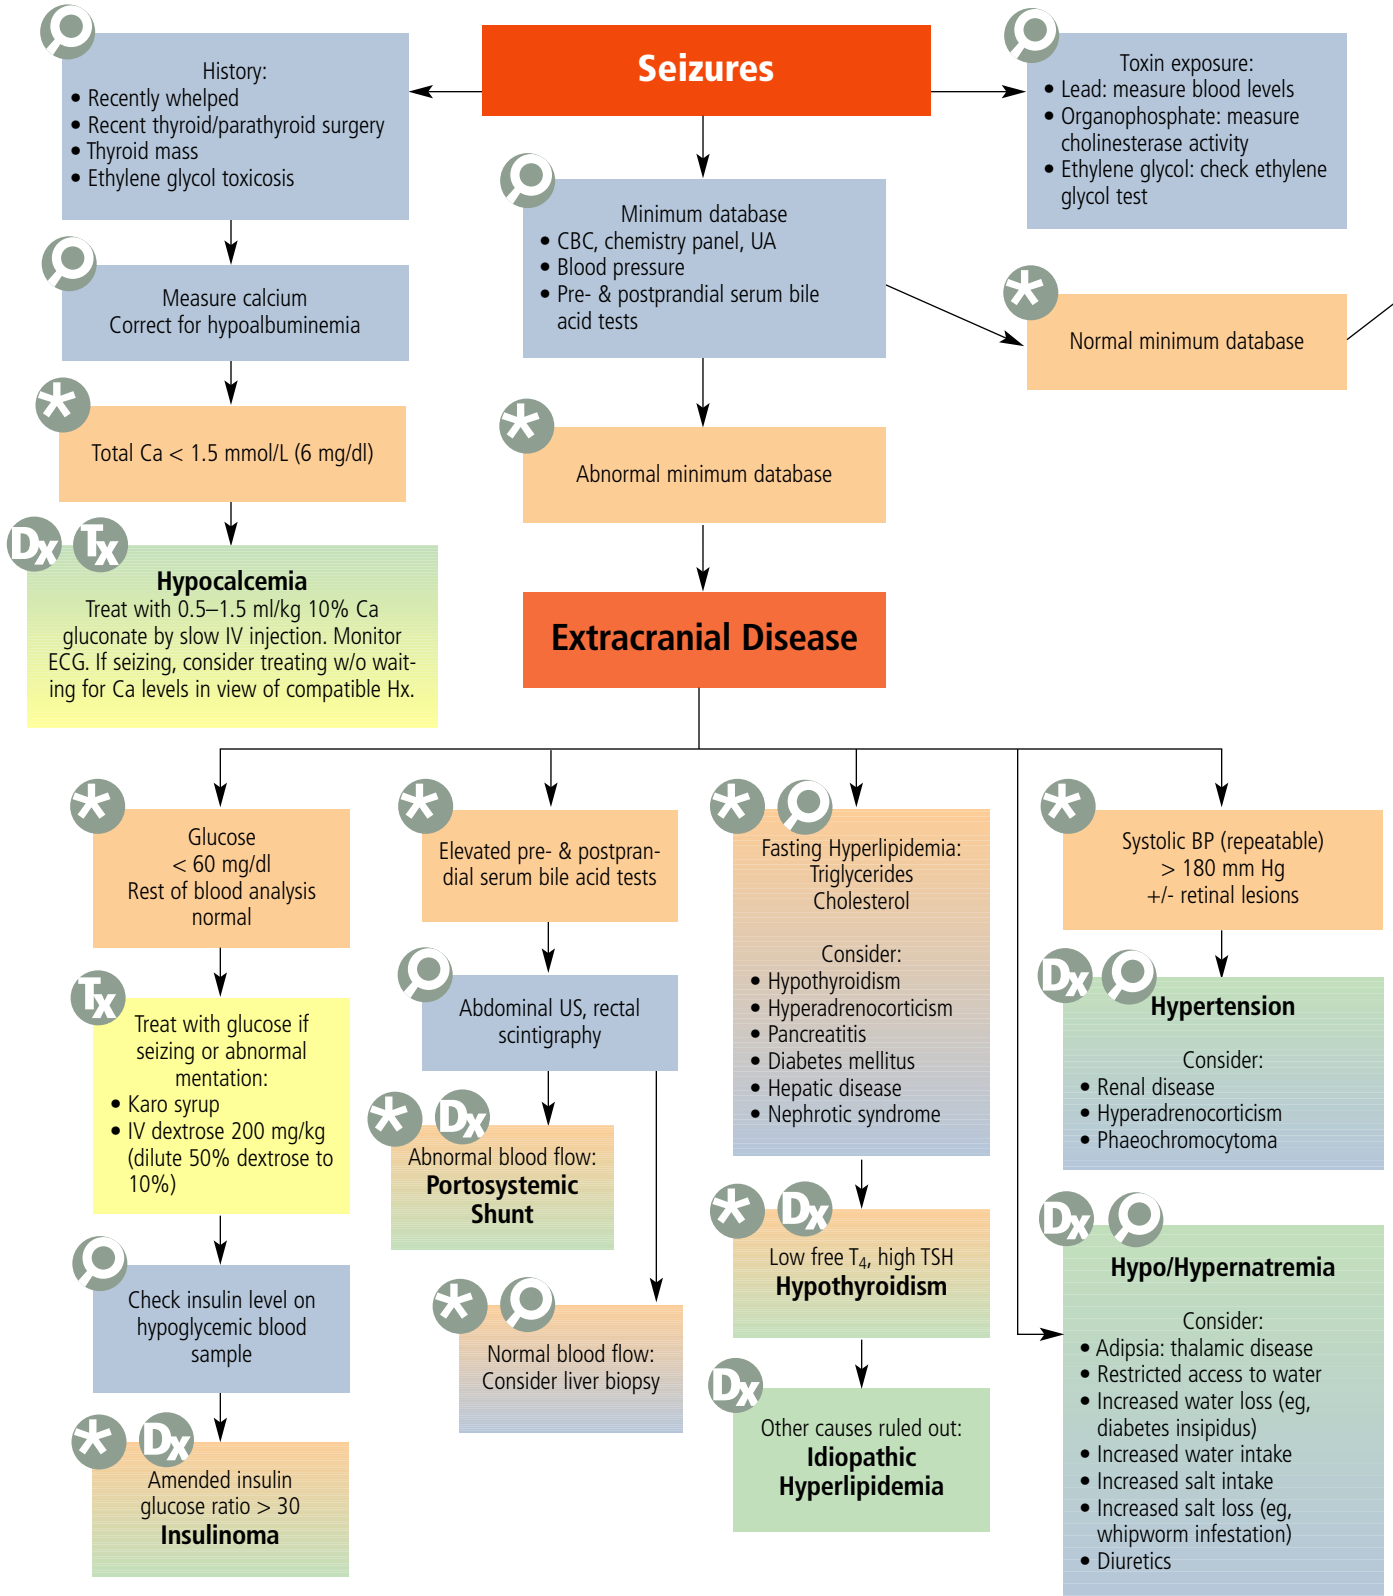 Seizures
History:
• Recently whelped
• Recent thyroid/parathyroid surgery
• Thyroid mass
• Ethylene glycol toxicosis
Toxin exposure:
• Lead: measure blood levels
• Organophosphate: measure
cholinesterase activity
• Ethylene glycol: check ethylene
glycol test
Minimum database
• CBC, chemistry panel, UA
• Blood pressure
• Pre- & postprandial serum bile
acid tests
Measure calcium
Correct for hypoalbuminemia
Normal minimum database
Total Ca < 1.5 mmol/L (6 mg/dl)
Abnormal minimum database
Dx
Tx
Hypocalcemia
Treat with 0.5–1.5 ml/kg 10% Ca
gluconate by slow IV injection. Monitor
ECG. If seizing, consider treating w/o wait-
ing for Ca levels in view of compatible Hx.
Extracranial Disease
Glucose
< 60 mg/dl
Rest of blood analysis
normal
Tx
Treat with glucose if
seizing or abnormal
mentation:
• Karo syrup
• IV dextrose 200 mg/kg
(dilute 50% dextrose to
10%)
Check insulin level on
hypoglycemic blood
sample
Dx
Amended insulin
glucose ratio > 30
Insulinoma
Elevated pre- & postpran-
dial serum bile acid tests
Abdominal US, rectal
scintigraphy
Dx
Abnormal blood flow:
Portosystemic
Shunt
Normal blood flow:
Consider liver biopsy
Fasting Hyperlipidemia:
Triglycerides
Cholesterol
Consider:
• Hypothyroidism
• Hyperadrenocorticism
• Pancreatitis
• Diabetes mellitus
• Hepatic disease
• Nephrotic syndrome
Dx
Low free T4, high TSH
Hypothyroidism
Dx
Other causes ruled out:
Idiopathic
Hyperlipidemia
Systolic BP (repeatable)
> 180 mm Hg
+/- retinal lesions
Dx
Hypertension
Consider:
• Renal disease
• Hyperadrenocorticism
• Phaeochromocytoma
Dx
Hypo/Hypernatremia
Consider:
• Adipsia: thalamic disease
• Restricted access to water
• Increased water loss (eg,
diabetes insipidus)
• Increased water intake
• Increased salt intake
• Increased salt loss (eg,
whipworm infestation)
• Diuretics